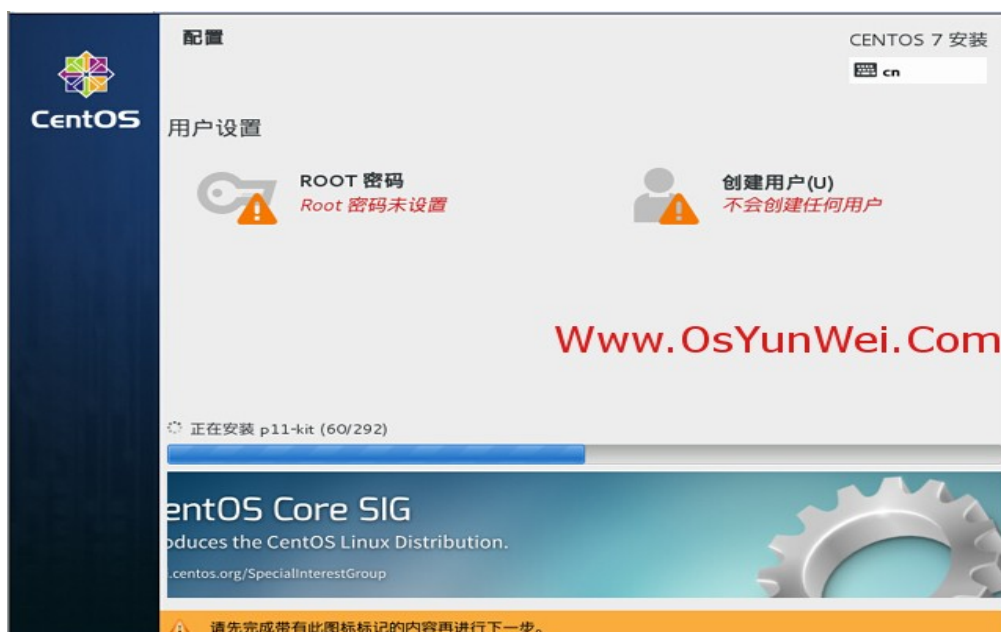 配置
CENTOS 7 安装
cn
CentOS
用户设置
ROOT 密码
Root 密码未设置
创建用户(U)
不会创建任何用户
Www.OsYunWei.Com
正在安装 p11-kit (60/292)
entOS Core SIG
oduces the CentOS Linux Distribution.
.centos.org/SpecialInterestGroup
请先完成带有此图标标记的内容再进行下一步。